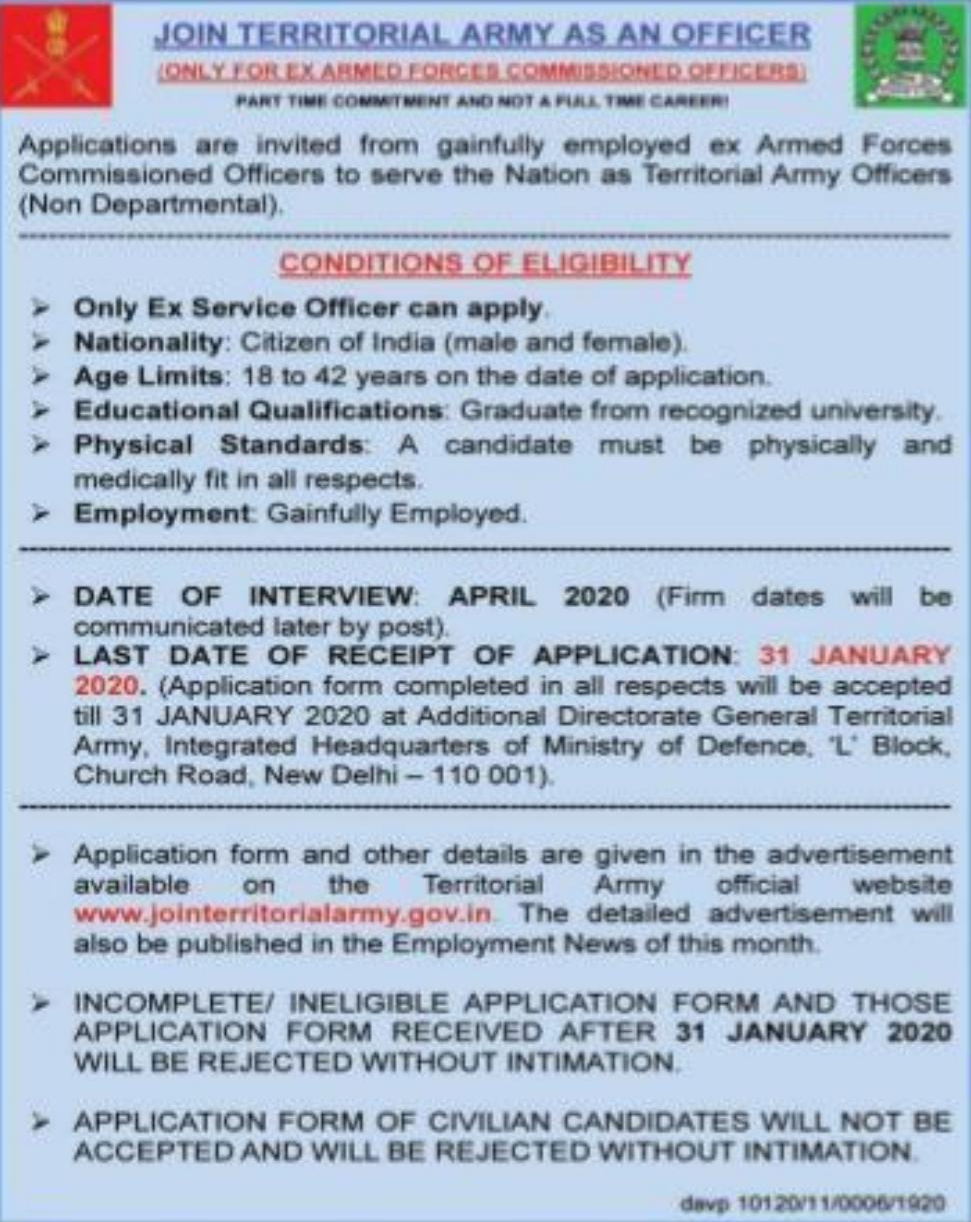 JOIN TERRITORIAL ARMY AS AN OFFICER
(ONLY FOR EX ARMED FORCES COMMISSIONED OFFICERS)
PART TIME COMMITMENT AND NOT A FULL TIME CAREER!
Applications are invited from gainfully employed ex Armed Forces
Commissioned Officers to serve the Nation as Territorial Army Officers
(Non Departmental).
CONDITIONS OF ELIGIBILITY
➢ Only Ex Service Officer can apply.
➢ Nationality: Citizen of India (male and female).
➢ Age Limits: 18 to 42 years on the date of application.
➢ Educational Qualifications: Graduate from recognized university.
➢ Physical Standards: A candidate must be physically and
medically fit in all respects.
➢ Employment: Gainfully Employed.
➢ DATE OF INTERVIEW: APRIL 2020 (Firm dates will be
communicated later by post).
➢ LAST DATE OF RECEIPT OF APPLICATION: 31 JANUARY
2020. (Application form completed in all respects will be accepted
till 31 JANUARY 2020 at Additional Directorate General Territorial
Army, Integrated Headquarters of Ministry of Defence, 'L' Block,
Church Road, New Delhi – 110 001).
➢ Application form and other details are given in the advertisement
available on the Territorial Army official website
www.jointerritorialarmy.gov.in. The detailed advertisement will
also be published in the Employment News of this month.
➢ INCOMPLETE/ INELIGIBLE APPLICATION FORM AND THOSE
APPLICATION FORM RECEIVED AFTER 31 JANUARY 2020
WILL BE REJECTED WITHOUT INTIMATION.
➢ APPLICATION FORM OF CIVILIAN CANDIDATES WILL NOT BE
ACCEPTED AND WILL BE REJECTED WITHOUT INTIMATION.
davp 10120/11/0006/1920